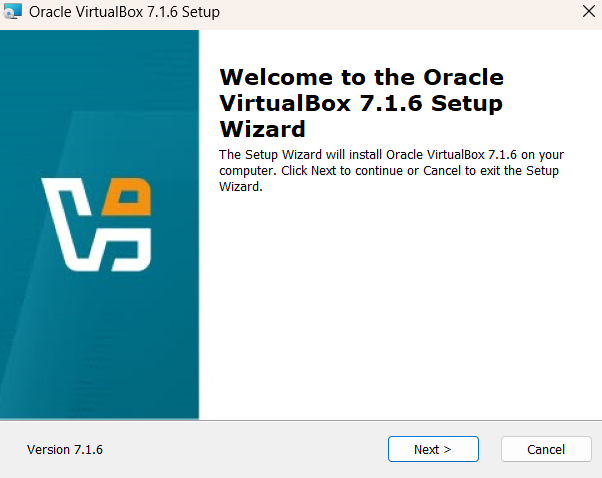 Oracle VirtualBox 7.1.6 Setup
Welcome to the Oracle
VirtualBox 7.1.6 Setup
Wizard
The Setup Wizard will install Oracle VirtualBox 7.1.6 on your
computer. Click Next to continue or Cancel to exit the Setup
Wizard.
Version 7.1.6
Next >
Cancel